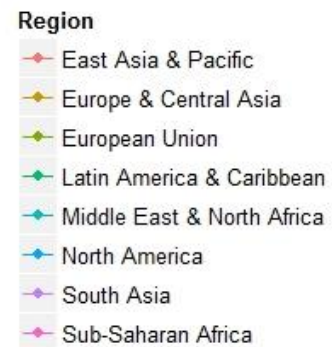 Region
East Asia & Pacific
Europe & Central Asia
European Union
Latin America & Caribbean
Middle East & North Africa
North America
South Asia
Sub-Saharan Africa